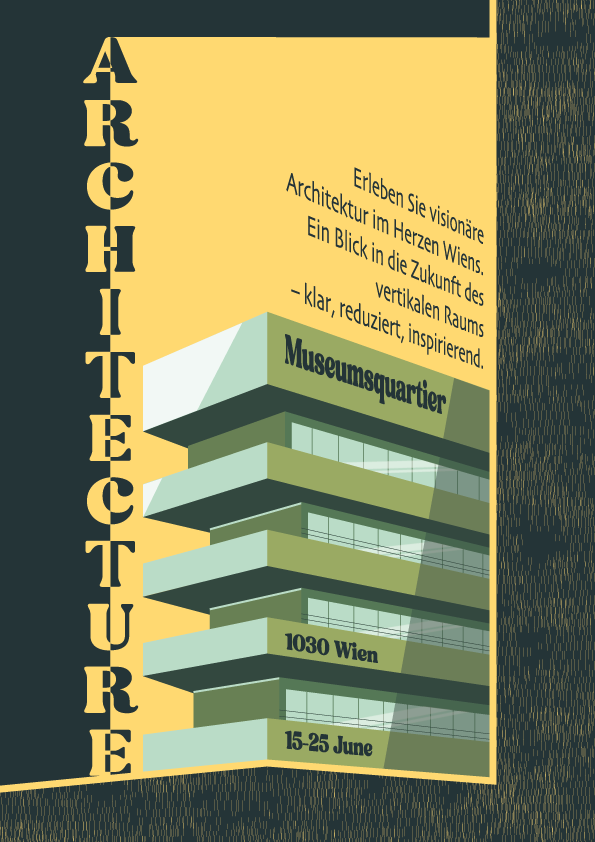 ARCHITECTURE
Erleben Sie visionäre
Architektur im Herzen Wiens.
Ein Blick in die Zukunft des
vertikalen Raums
– klar, reduziert, inspirierend.
Museumsquartier
1030 Wien
15-25 June